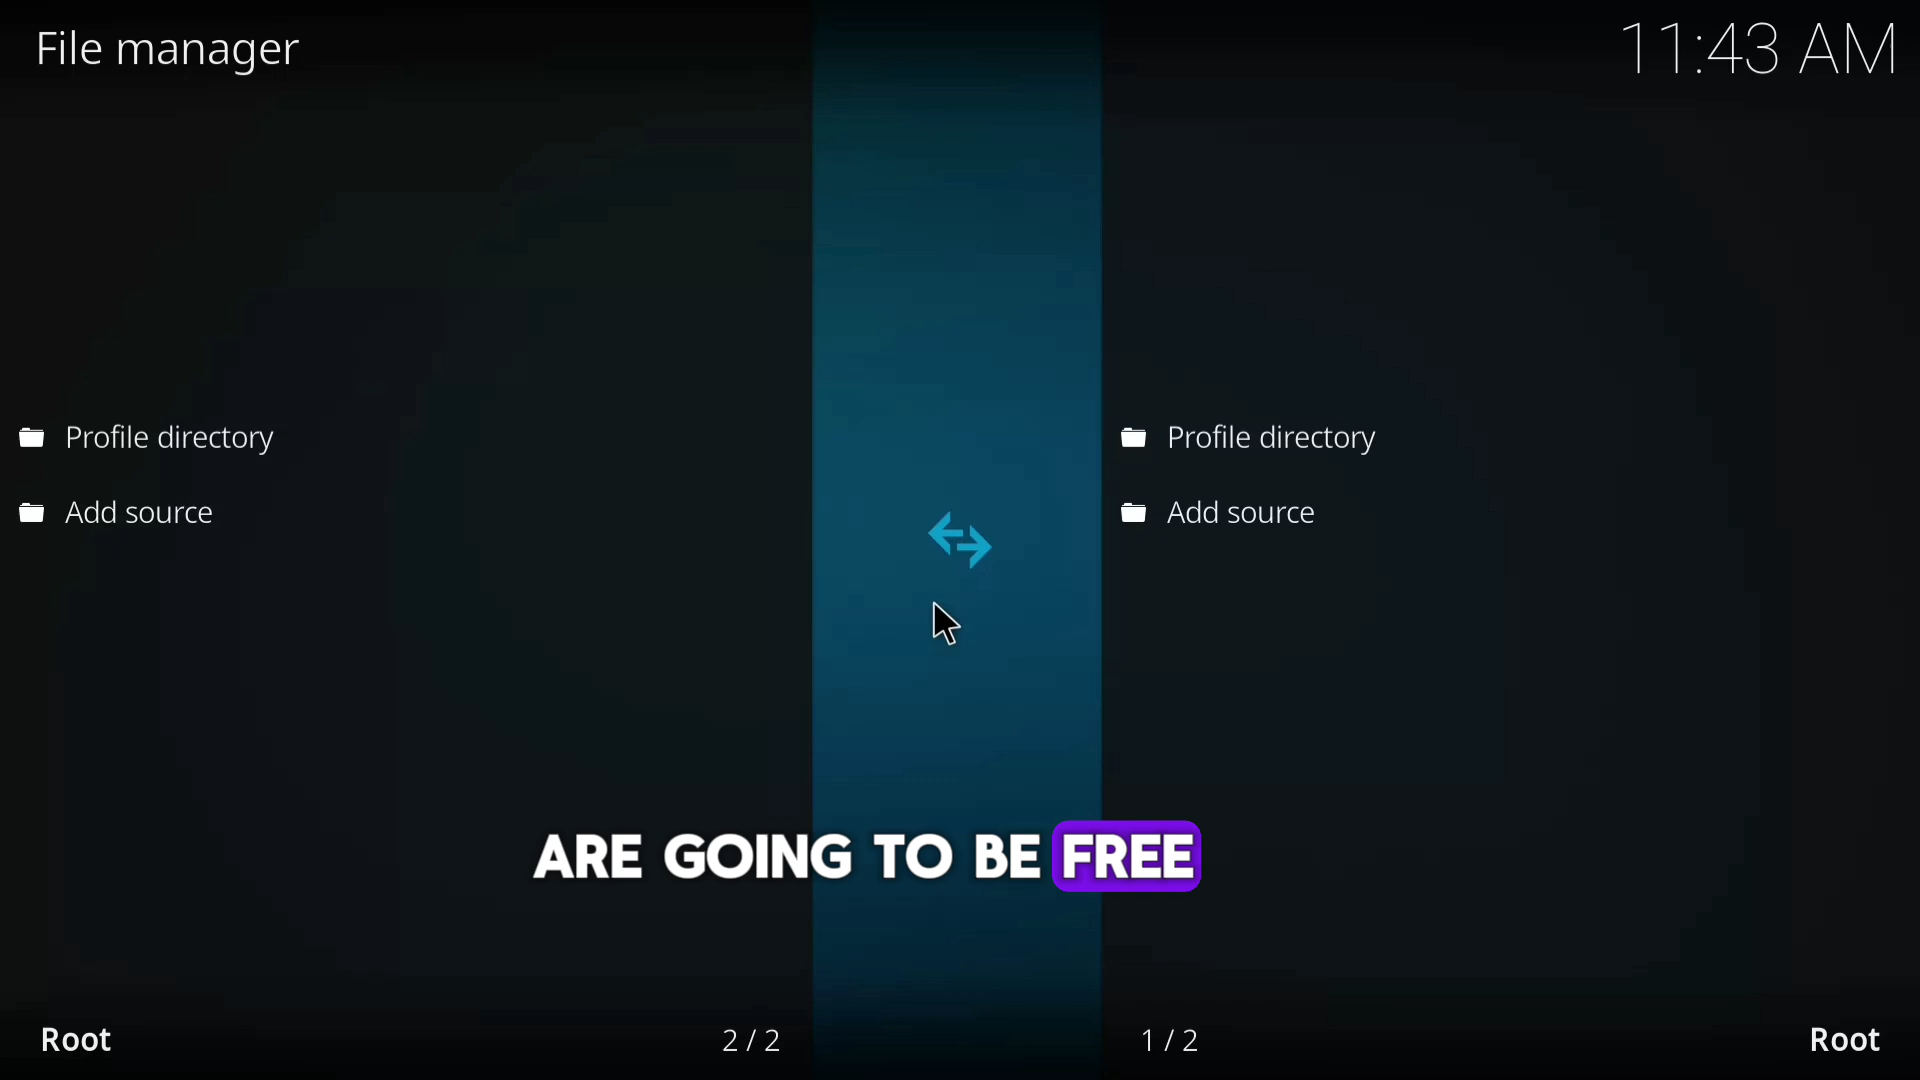 File manager
11:43 AM
Profile directory
Add source
Profile directory
Add source
ARE GOING TO BE FREE
Root
2 / 2
1 / 2
Root